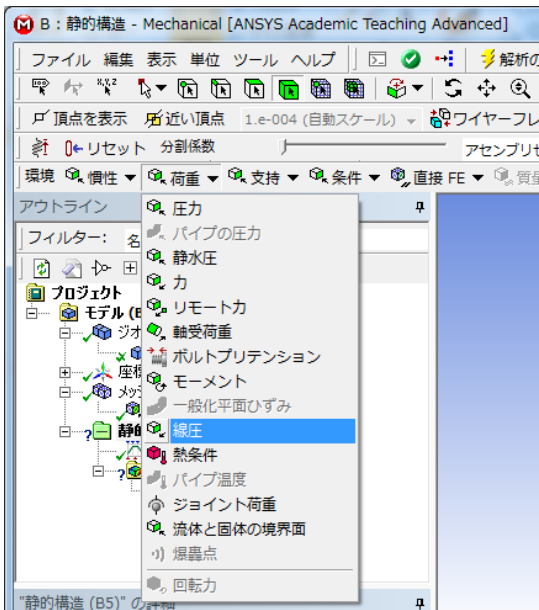 B : 静的構造 - Mechanical [ANSYS Academic Teaching Advanced]
ファイル 編集 表示 単位 ツール ヘルプ 解析の
頂点を表示 近い頂点 1.e-004 (自動スケール) ワイヤーフレ
リセット 分割係数 アセンブリセ
環境 慣性 荷重 支持 条件 直接 FE 質量
アウトライン
フィルター: 名
プロジェクト
モデル (B
ジオ
座標
メッシ
静的
圧力
パイプの圧力
静水圧
力
リモート力
軸受荷重
ボルトプリテンション
モーメント
一般化平面ひずみ
線圧
熱条件
パイプ温度
ジョイント荷重
流体と固体の境界面
爆轟点
回転力
"静的構造 (B5)" の詳細